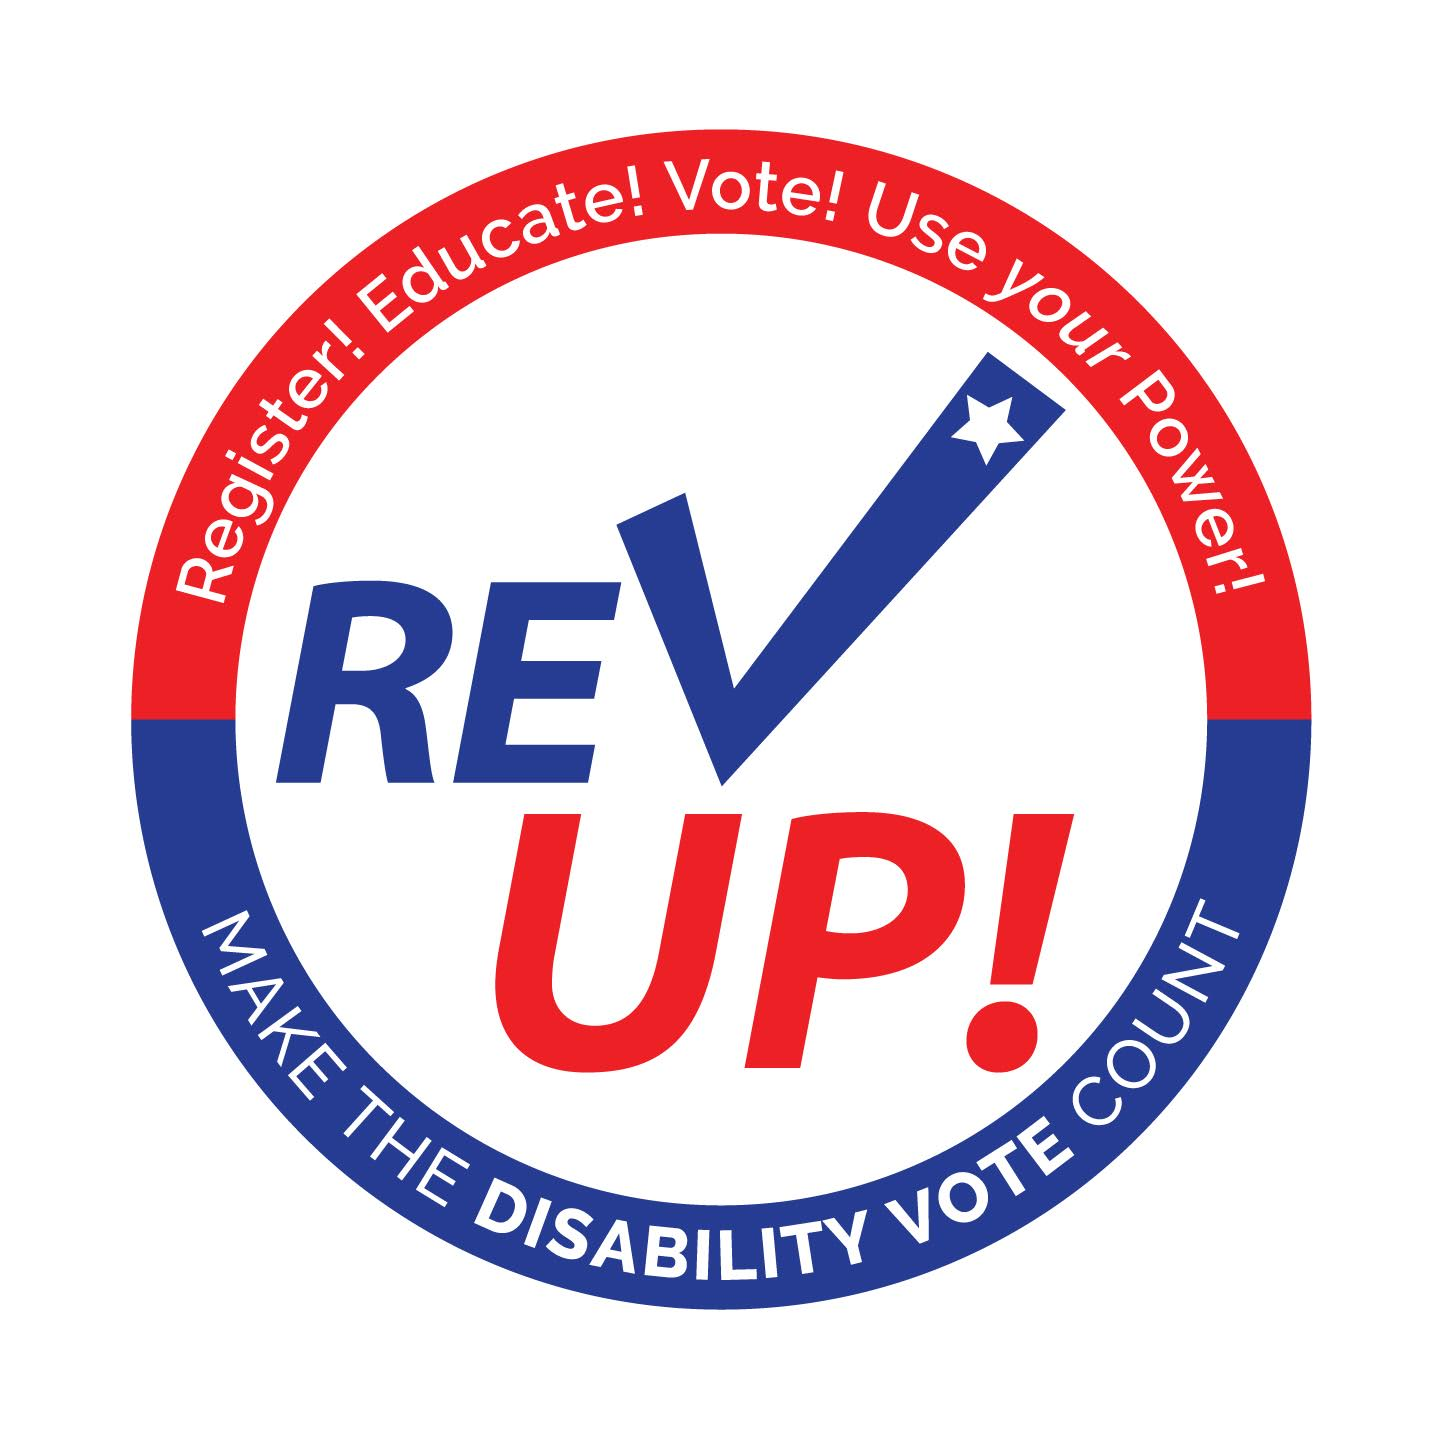 Register! Educate! Vote! Use your Power!
REV
UP!
MAKE THE DISABILITY VOTE COUNT